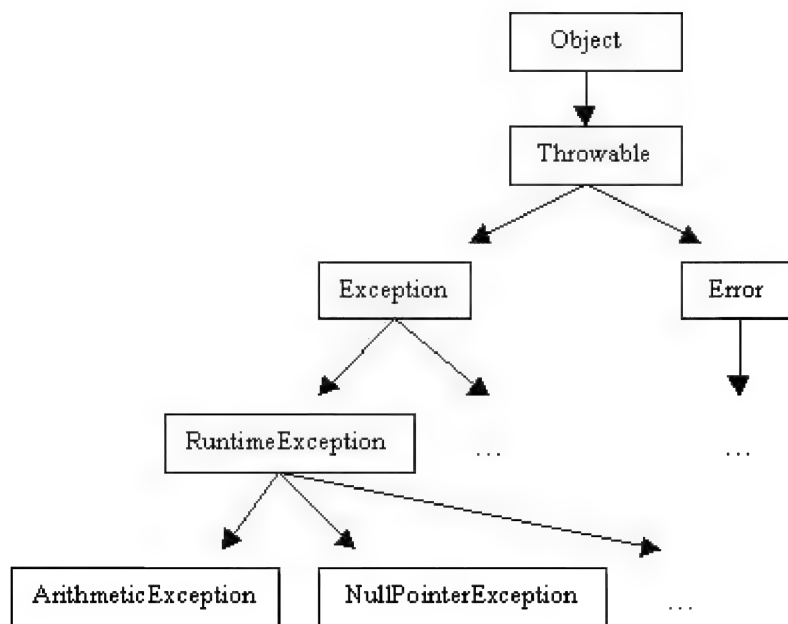 Object
Throwable
Exception
Error
RuntimeException
...
...
ArithmeticException
NullPointerException
...